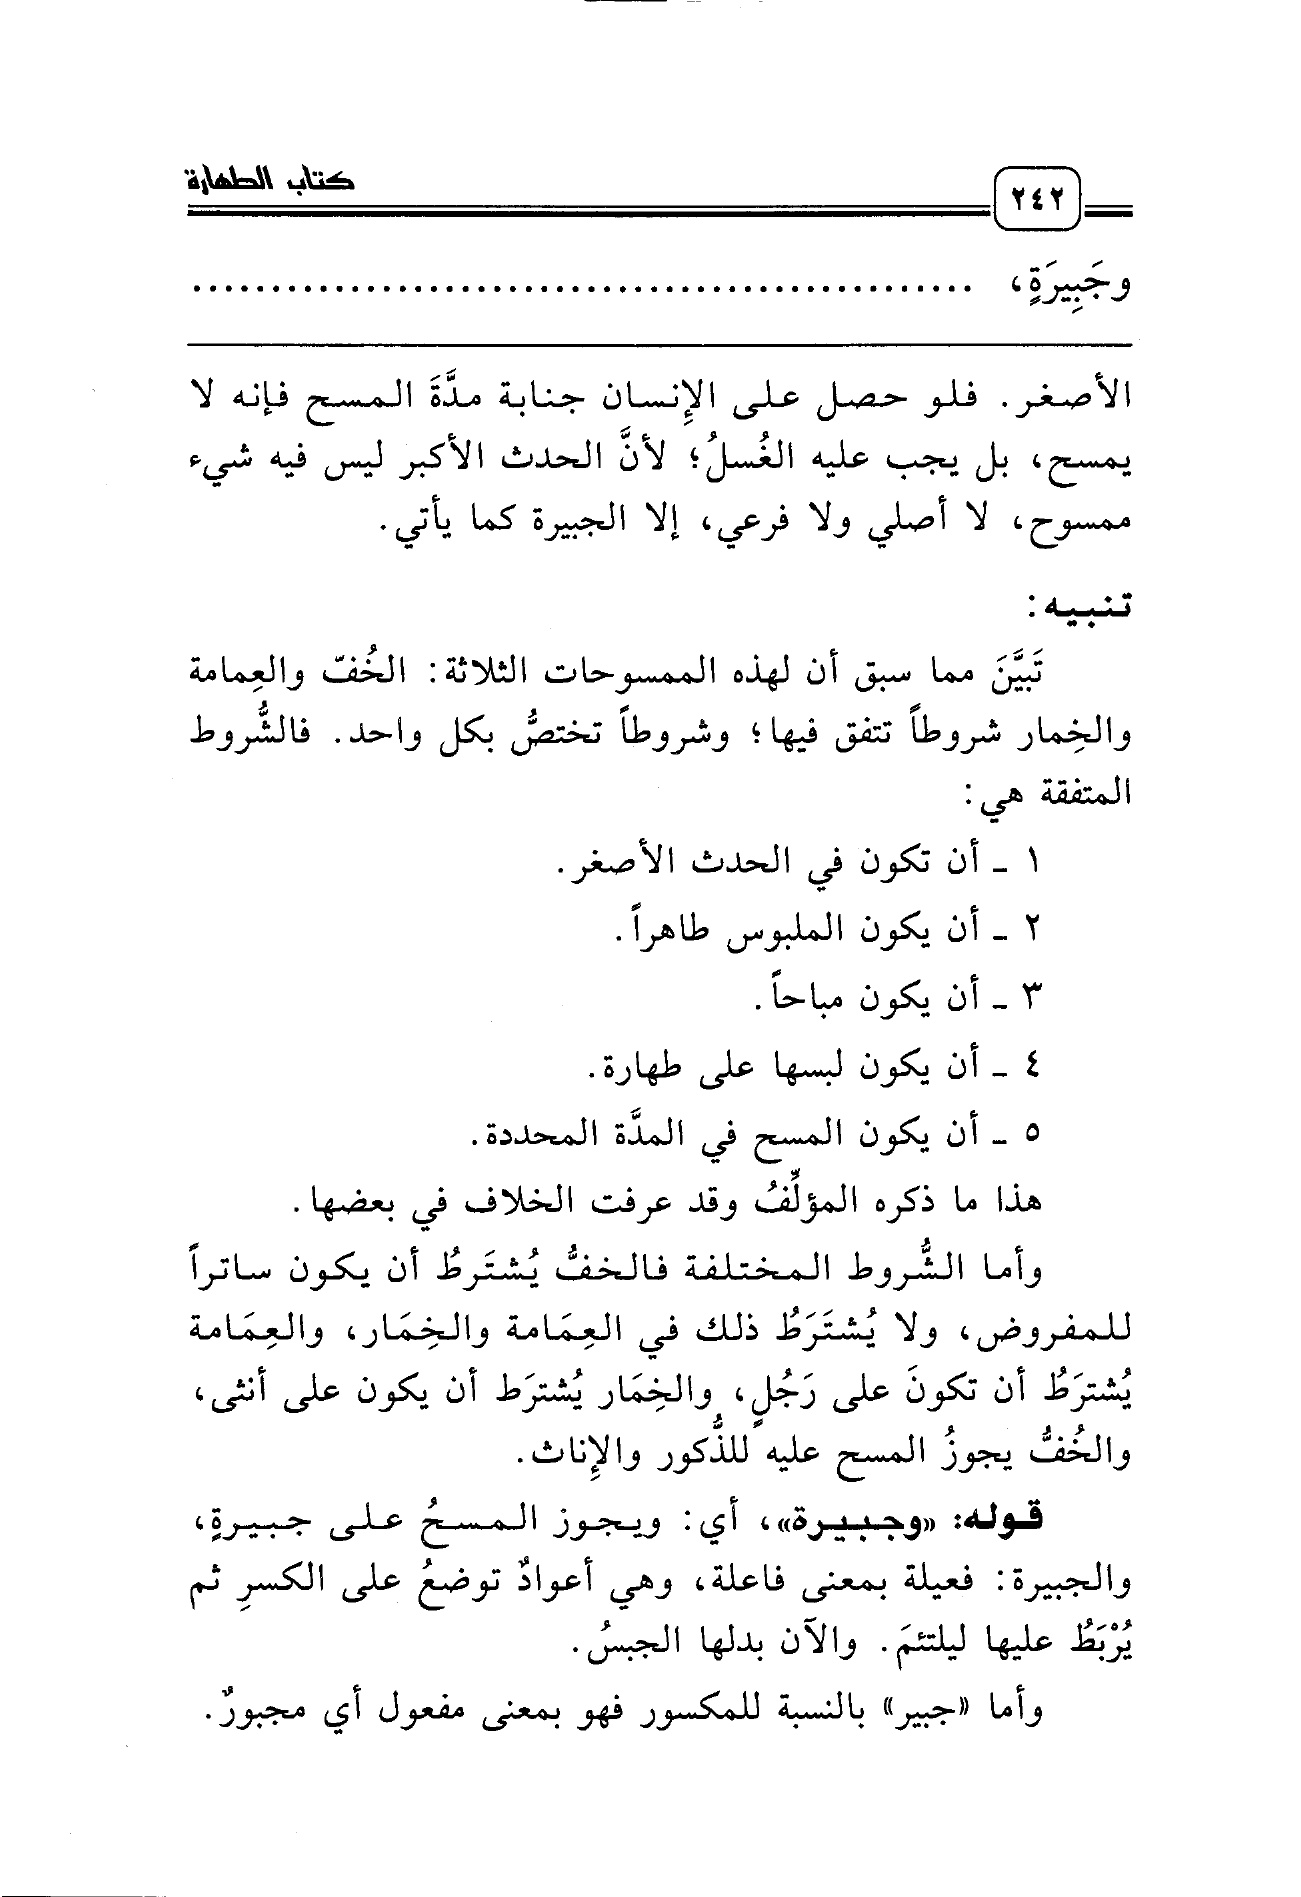 كتاب الطهارة
٢٤٢
وجَبِيرَةٍ، ..................................................
الأصغر. فلو حصل على الإِنسان جنابة مدَّةَ المسح فإنه لا
يمسح، بل يجب عليه الغُسلُ؛ لأنَّ الحدث الأكبر ليس فيه شيء
ممسوح، لا أصلي ولا فرعي، إلا الجبيرة كما يأتي.
تنبيه:
تَبيَّنَ مما سبق أن لهذه الممسوحات الثلاثة: الخُفّ والعِمامة
والخِمار شروطاً تتفق فيها؛ وشروطاً تختصُّ بكل واحد. فالشُّروط
المتفقة هي:
١ ـ أن تكون في الحدث الأصغر.
٢ ـ أن يكون الملبوس طاهراً.
٣ ـ أن يكون مباحاً.
٤ ـ أن يكون لبسها على طهارة.
٥ ـ أن يكون المسح في المدَّة المحددة.
هذا ما ذكره المؤلِّفُ وقد عرفت الخلاف في بعضها.
وأما الشُّروط المختلفة فالخفُّ يُشتَرطُ أن يكون ساتراً
للمفروض، ولا يُشتَرَطُ ذلك في العِمَامة والخِمَار، والعِمَامة
يُشترَطُ أن تكونَ على رَجُلٍ، والخِمَار يُشترَط أن يكون على أنثى،
والخُفُّ يجوزُ المسح عليه للذُّكور والإِناث.
قوله: «وجبيرة»، أي: ويجوز المسحُ على جبيرةٍ،
والجبيرة: فعيلة بمعنى فاعلة، وهي أعوادٌ توضعُ على الكسرِ ثم
يُرْبَطُ عليها ليلتئمَ. والآن بدلها الجبسُ.
وأما «جبير» بالنسبة للمكسور فهو بمعنى مفعول أي مجبورٌ.